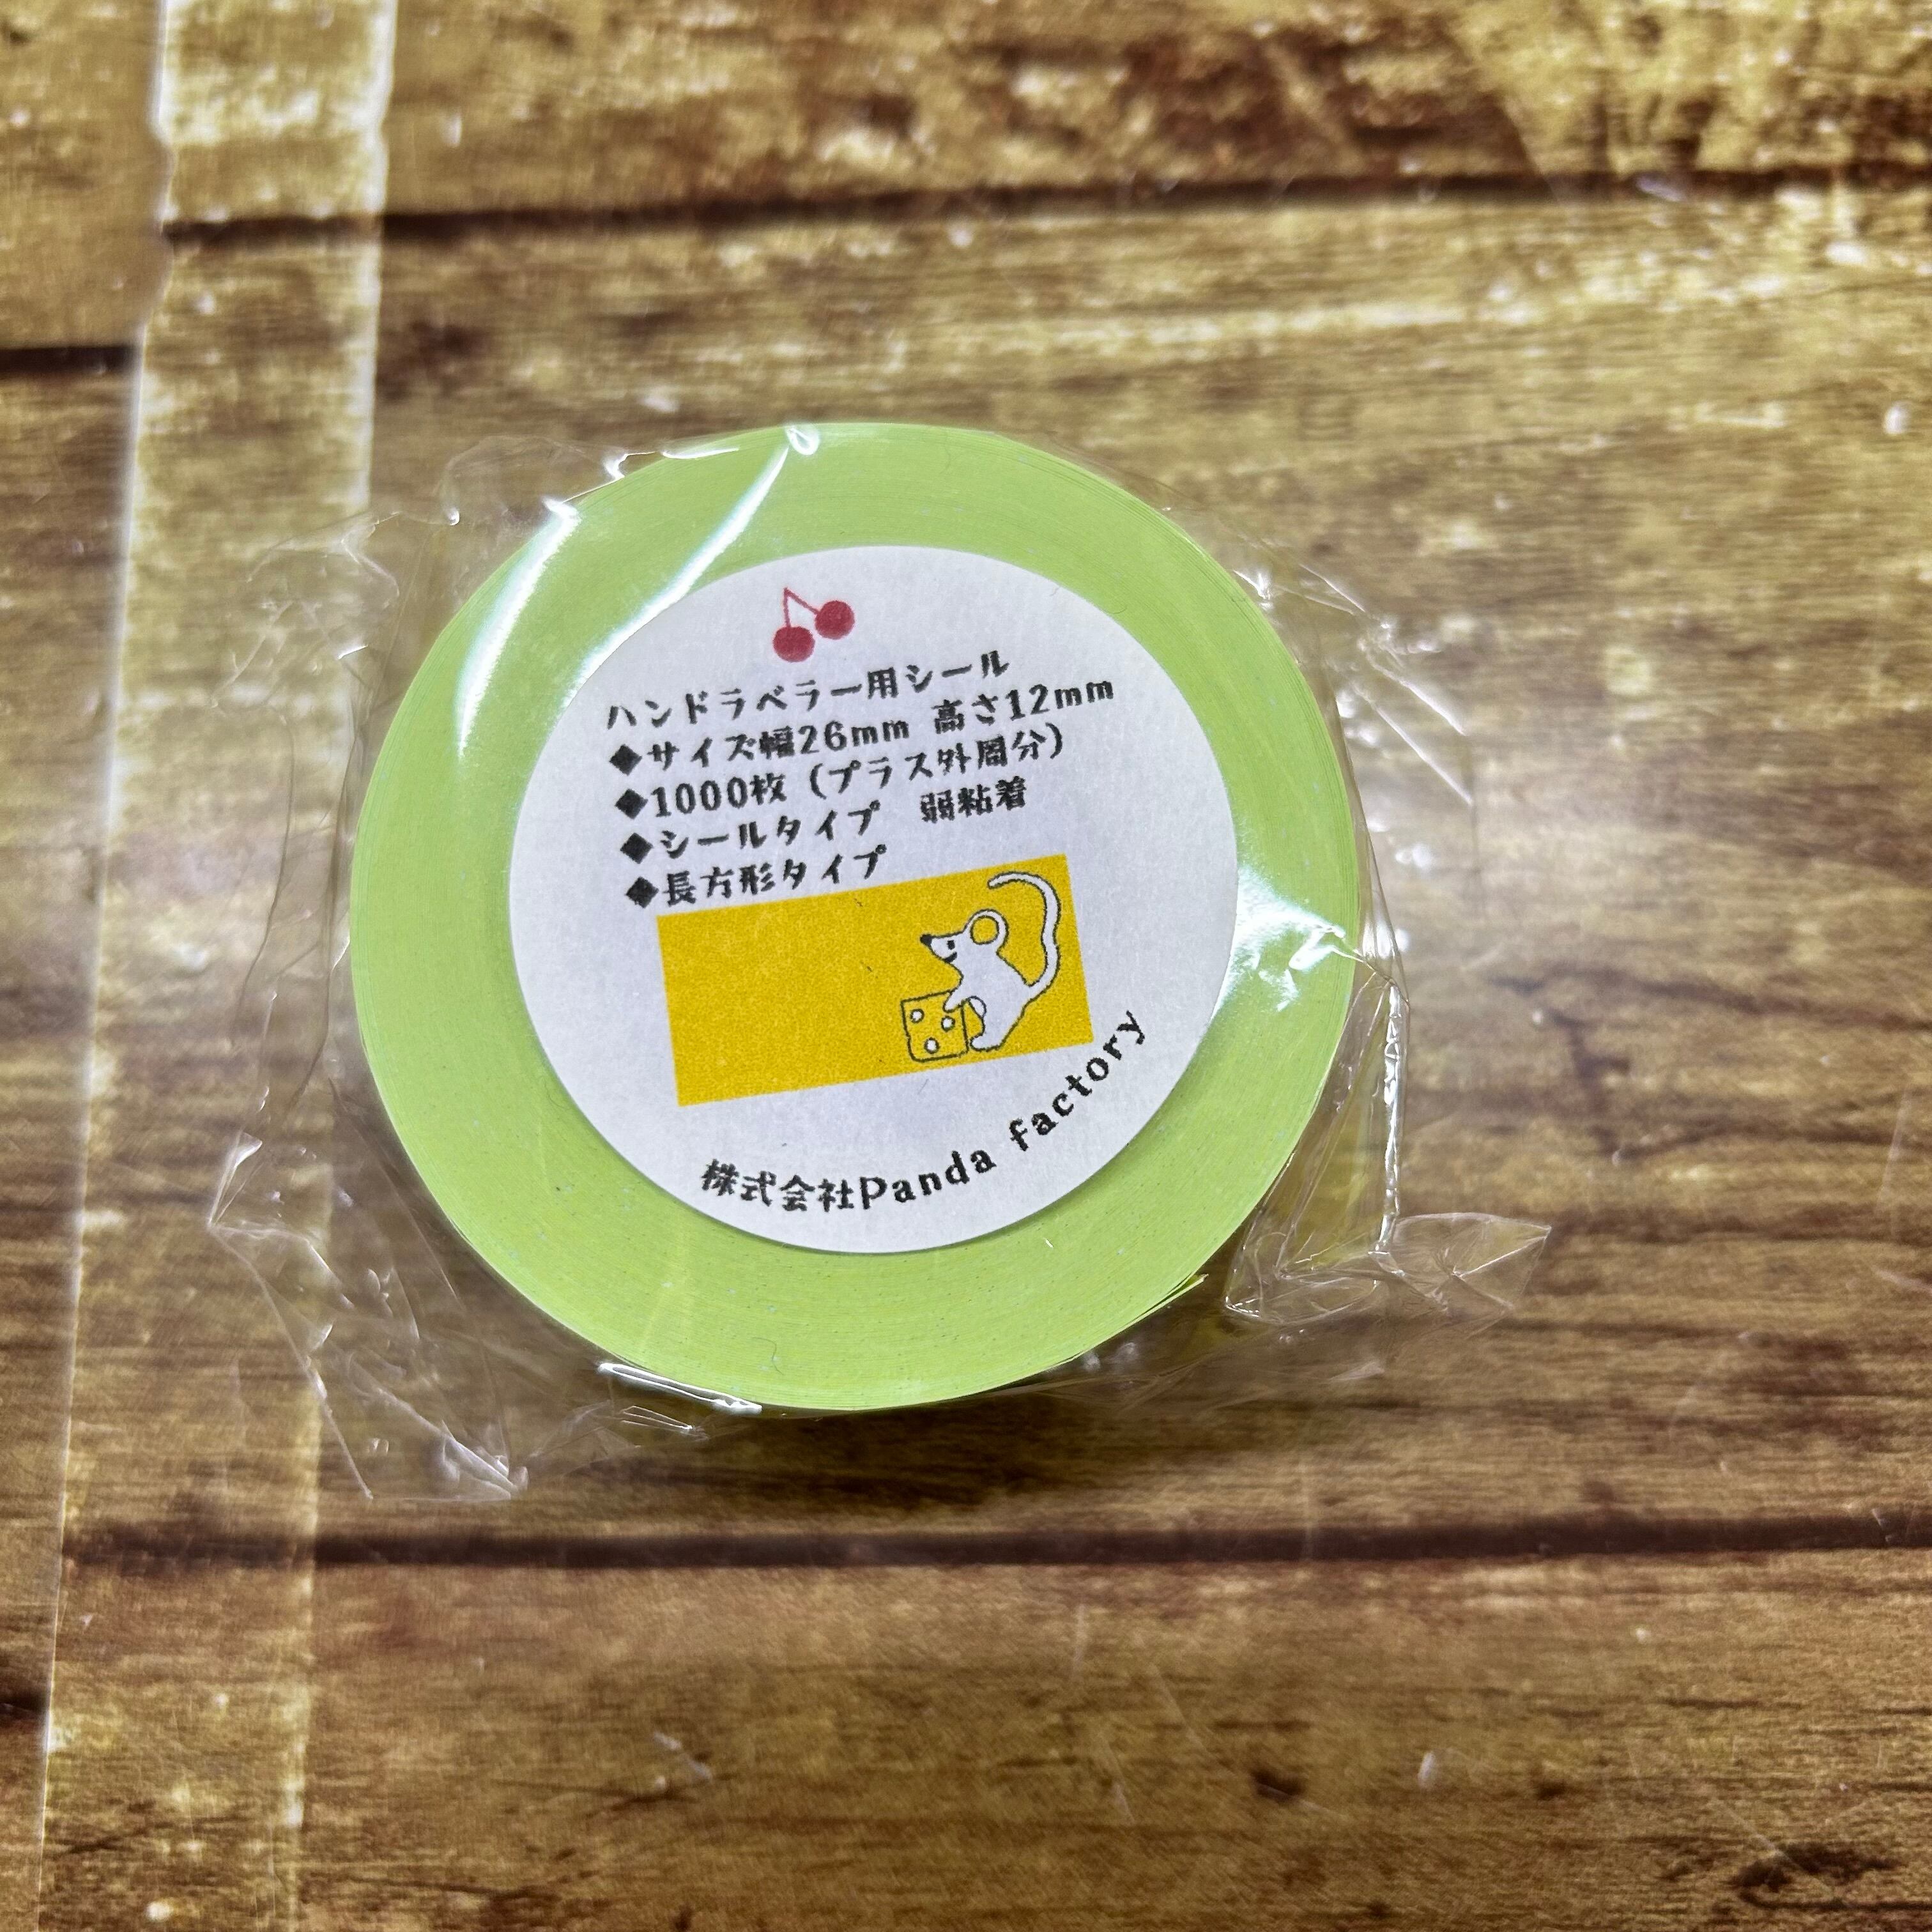 ハンドラベラー用シール
◆サイズ幅26mm 高さ12mm
◆1000枚（プラス外周分）
◆シールタイプ　弱粘着
◆長方形タイプ
株式会社Panda factory